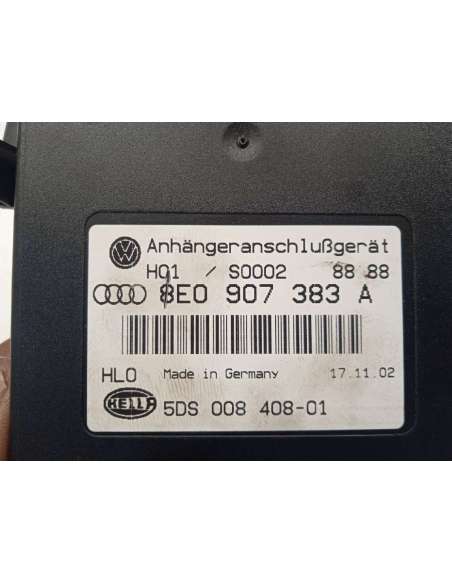 Anhängeranschlußgerät
H01 / S0002 88 88
8E0 907 383 A
HLO Made in Germany 17.11.02
HELLA 5DS 008 408-01